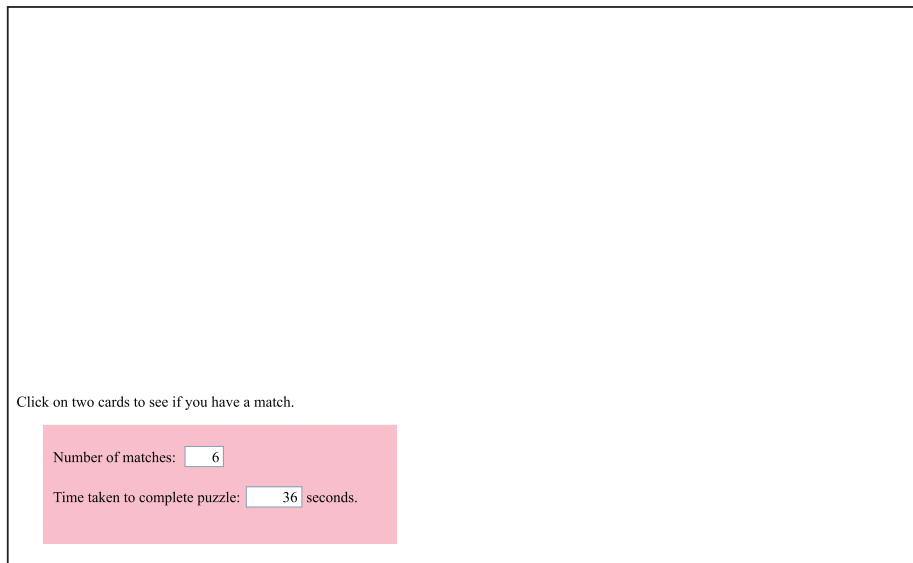 Click on two cards to see if you have a match.
Number of matches: 6
Time taken to complete puzzle: 36 seconds.